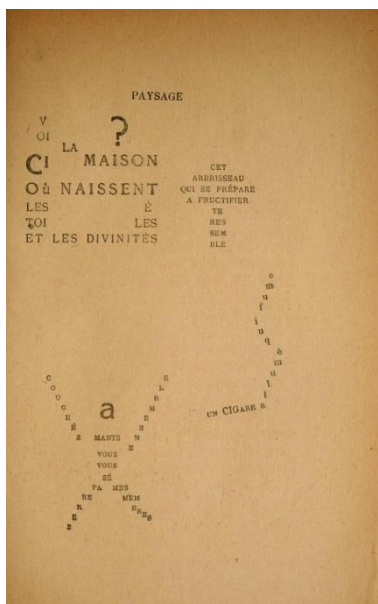 PAYSAGE
V
OI
CI
?
LA
MAISON
Où NAISSENT
LES É
TOI LES
ET LES DIVINITÉS
CET
ARBRISSEAU
QUI SE PRÉPARE
A FRUCTIFIER
TE
RES
SEM
BLE
a
MANTS
COUCHÉS
ENSEMBLE
VOUS
VOUS
SÉ
PA
RE
REZ
MES
MEM
BRES
UN CIGARE
allumé qui fume